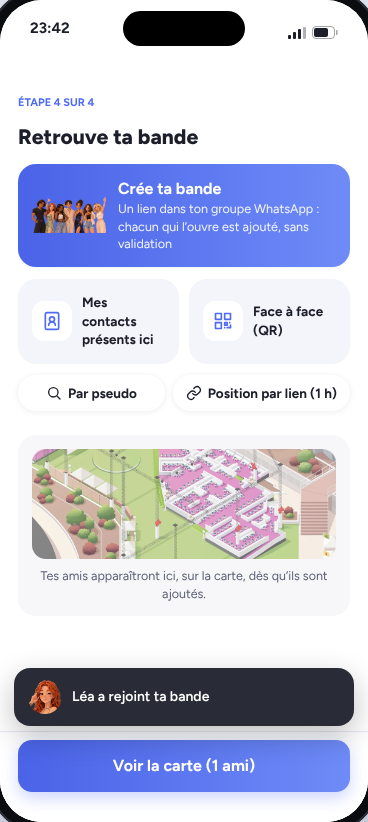 23:42
ÉTAPE 4 SUR 4
Retrouve ta bande
Crée ta bande
Un lien dans ton groupe WhatsApp :
chacun qui l'ouvre est ajouté, sans
validation
Mes
contacts
présents ici
Face à face
(QR)
Par pseudo
Position par lien (1 h)
Tes amis apparaîtront ici, sur la carte, dès qu'ils sont
ajoutés.
Léa a rejoint ta bande
Voir la carte (1 ami)